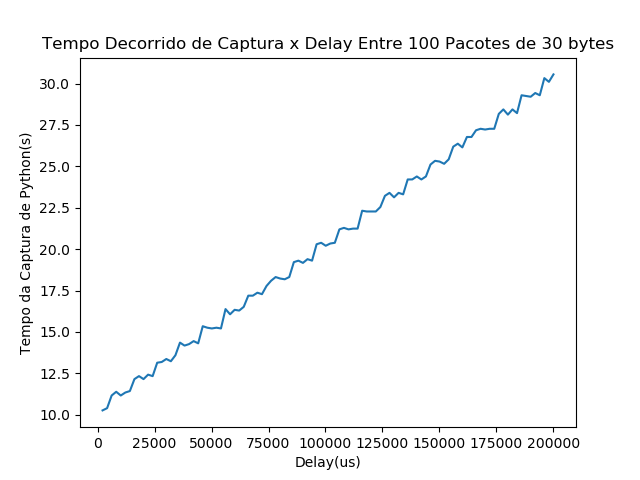 Tempo Decorrido de Captura x Delay Entre 100 Pacotes de 30 bytes
Tempo da Captura de Python(s)
30.0
27.5
25.0
22.5
20.0
17.5
15.0
12.5
10.0
0 25000 50000 75000 100000 125000 150000 175000 200000
Delay(us)